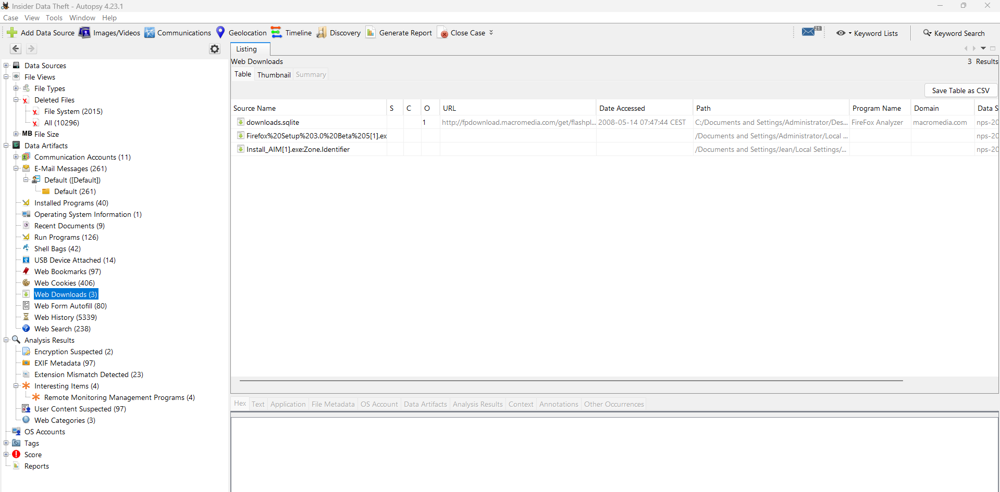 Insider Data Theft - Autopsy 4.23.1
Case View Tools Window Help
Add Data Source Images/Videos Communications Geolocation Timeline Discovery Generate Report Close Case 21 Keyword Lists Keyword Search
Listing
Web Downloads 3 Results
Table Thumbnail Summary
Save Table as CSV
Source Name S C O URL Date Accessed Path Program Name Domain Data S
downloads.sqlite 1 http://fpdownload.macromedia.com/get/flashpl... 2008-05-14 07:47:44 CEST C:/Documents and Settings/Administrator/Des... FireFox Analyzer macromedia.com nps-20
Firefox%20Setup%203.0%20Beta%205[1].ex /Documents and Settings/Administrator/Local ... nps-20
Install_AIM[1].exe:Zone.Identifier /Documents and Settings/Jean/Local Settings/... nps-20
Data Sources
File Views
File Types
Deleted Files
File System (2015)
All (10296)
MB File Size
Data Artifacts
Communication Accounts (11)
E-Mail Messages (261)
Default ([Default])
Default (261)
Installed Programs (40)
Operating System Information (1)
Recent Documents (9)
Run Programs (126)
Shell Bags (42)
USB Device Attached (14)
Web Bookmarks (97)
Web Cookies (406)
Web Downloads (3)
Web Form Autofill (80)
Web History (5339)
Web Search (238)
Analysis Results
Encryption Suspected (2)
EXIF Metadata (97)
Extension Mismatch Detected (23)
Interesting Items (4)
Remote Monitoring Management Programs (4)
User Content Suspected (97)
Web Categories (3)
OS Accounts
Tags
Score
Reports
Hex Text Application File Metadata OS Account Data Artifacts Analysis Results Context Annotations Other Occurrences